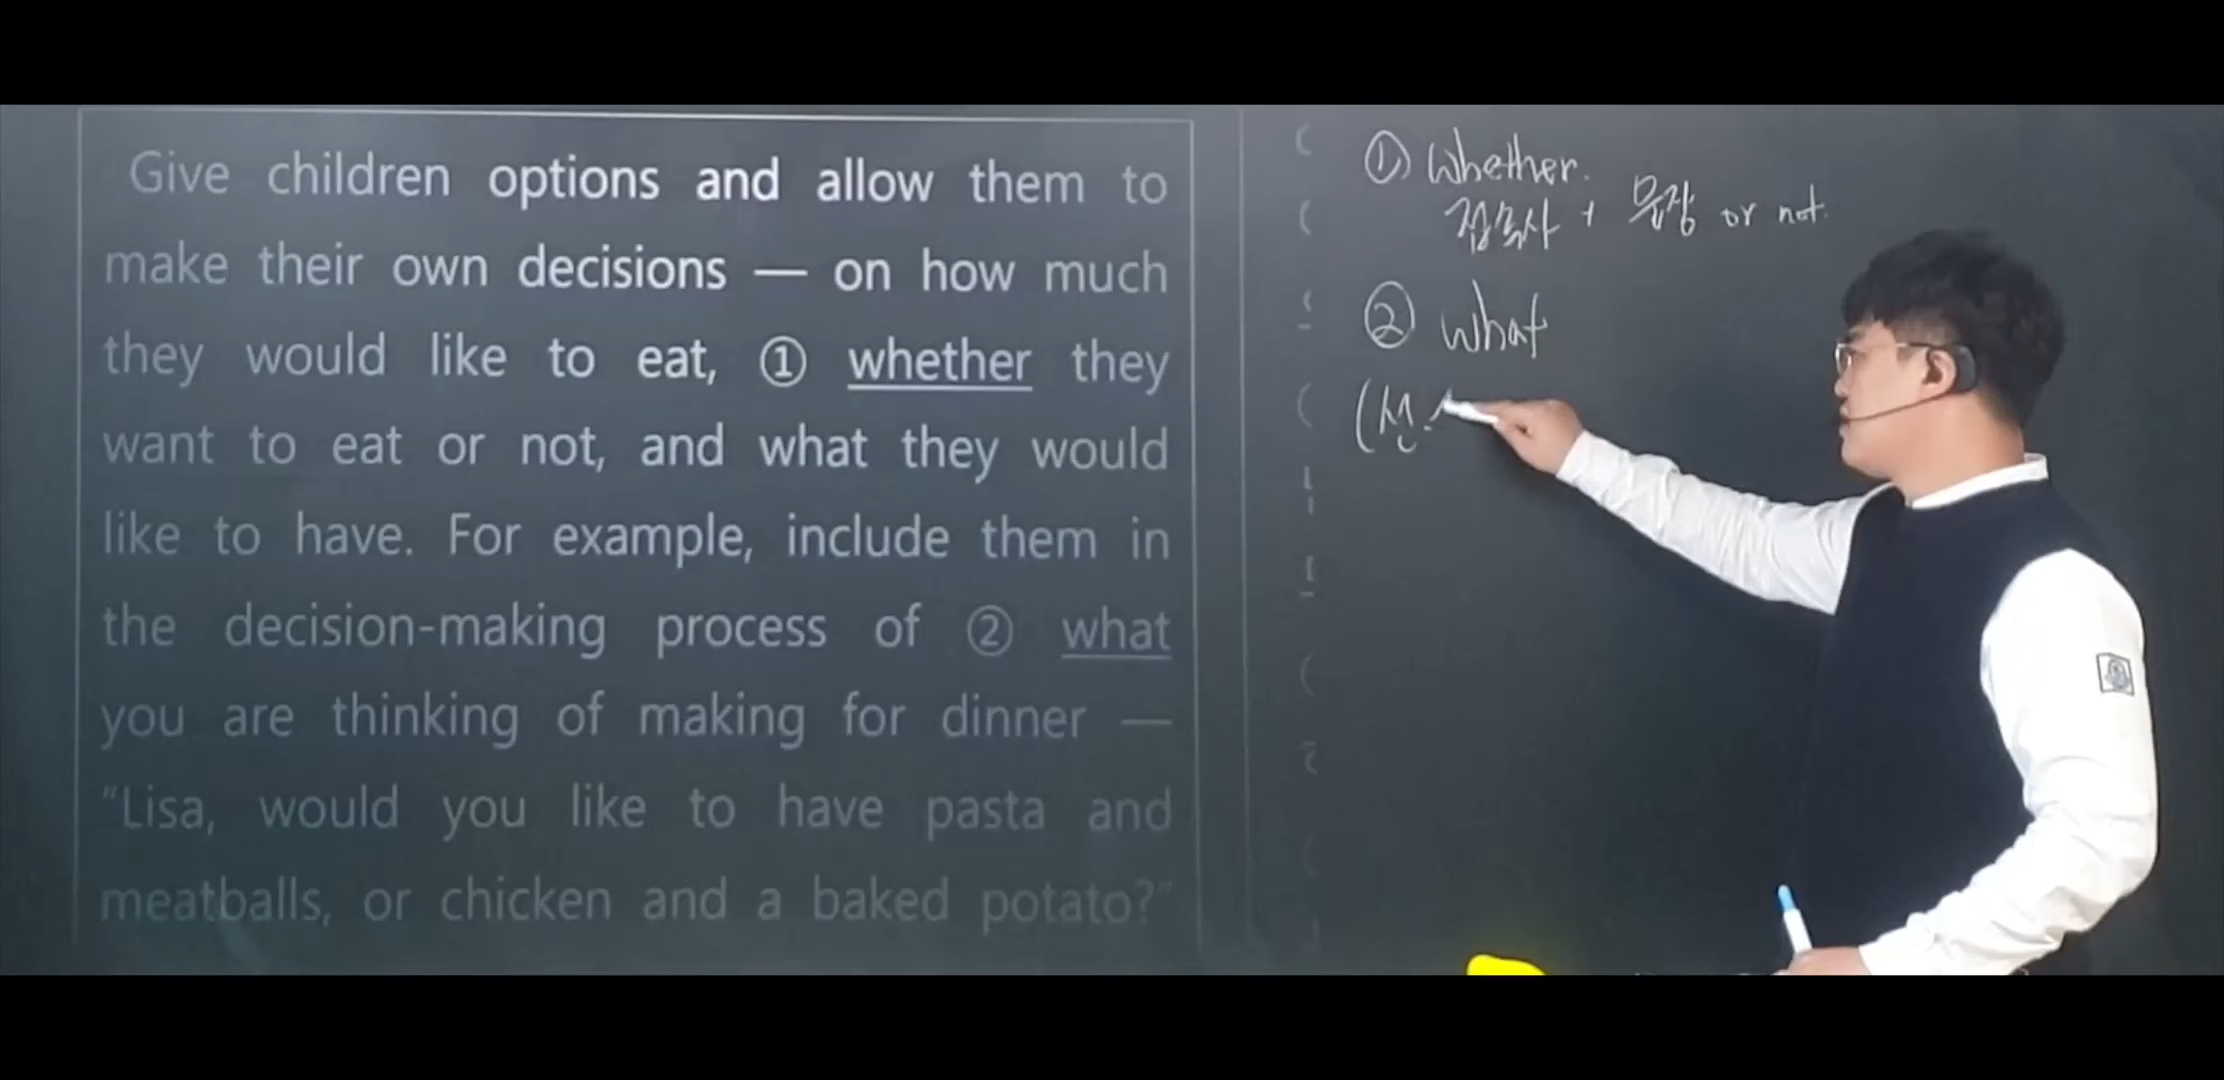 Give children options and allow them to
make their own decisions — on how much
they would like to eat, ① whether they
want to eat or not, and what they would
like to have. For example, include them in
the decision-making process of ② what
you are thinking of making for dinner —
“Lisa, would you like to have pasta and
meatballs, or chicken and a baked potato?”
① whether.
접속사 + 문장 or not.
② what
(선.